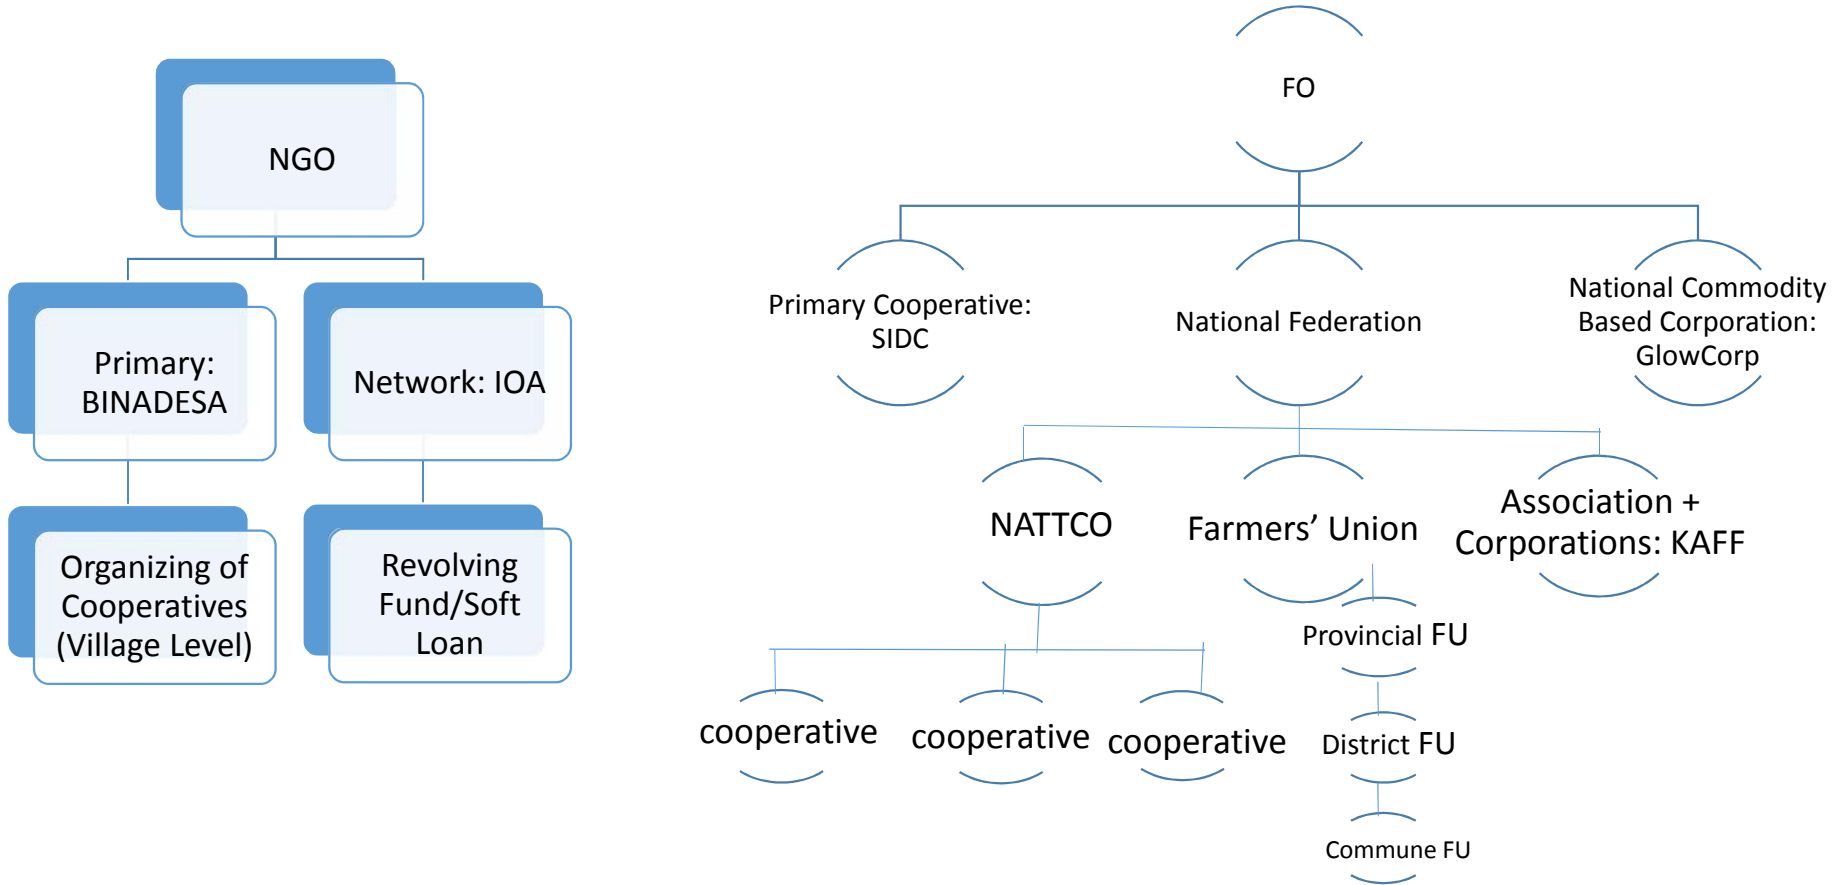 NGO
Primary:
BINADESA
Network: IOA
Organizing of
Cooperatives
(Village Level)
Revolving
Fund/Soft
Loan
FO
Primary Cooperative:
SIDC
National Federation
National Commodity
Based Corporation:
GlowCorp
NATTCO
Farmers’ Union
Association +
Corporations: KAFF
cooperative
cooperative
cooperative
Provincial FU
District FU
Commune FU